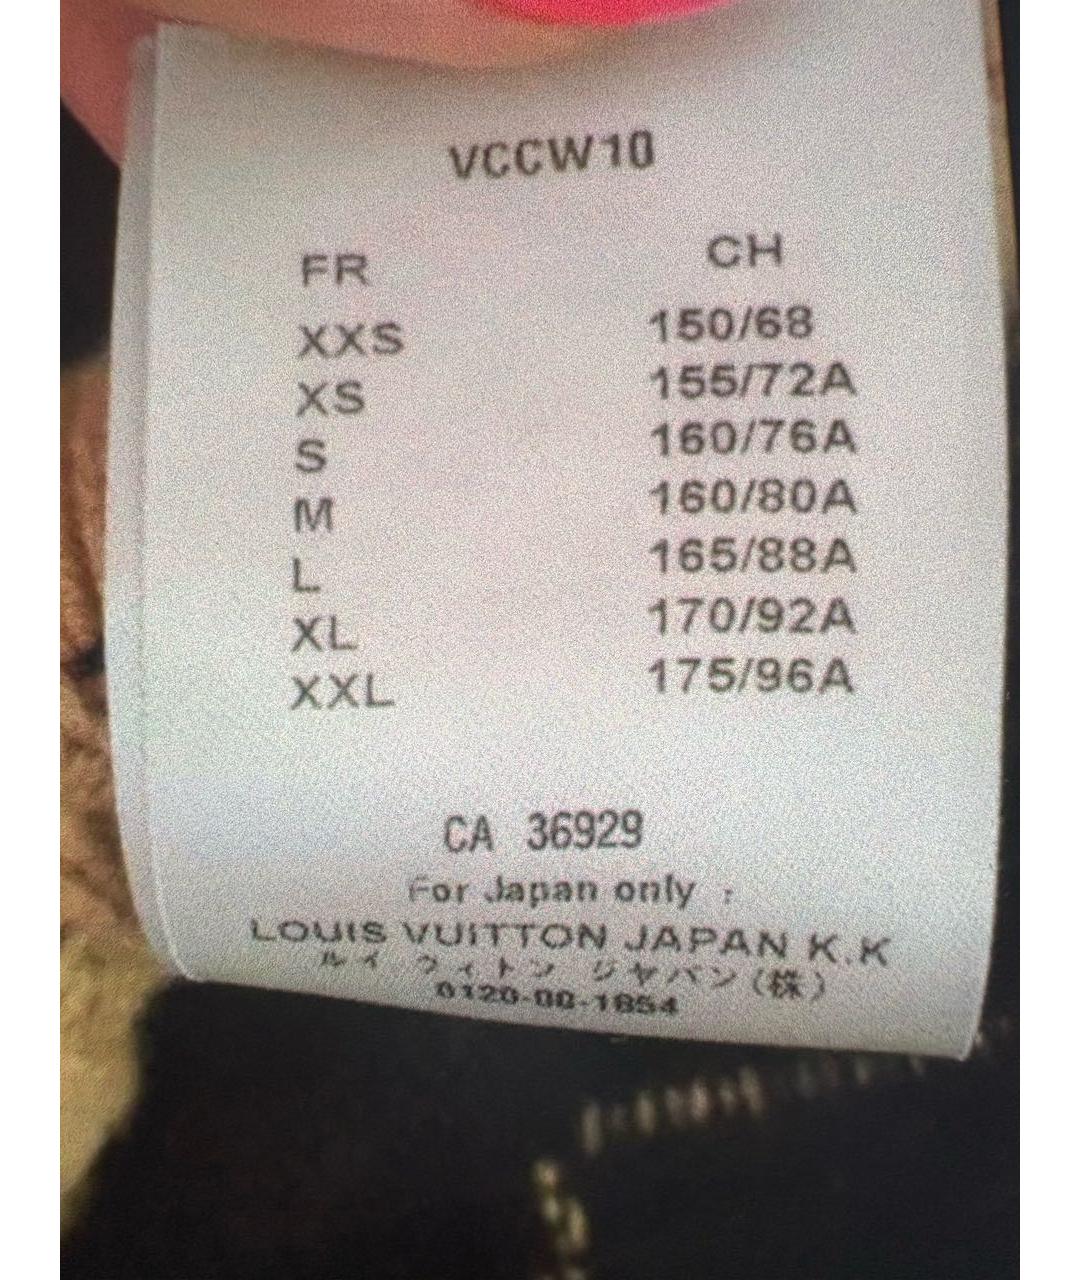 VCCW10
FR CH
XXS 150/68
XS 155/72A
S 160/76A
M 160/80A
L 165/88A
XL 170/92A
XXL 175/96A
CA 36929
For Japan only :
LOUIS VUITTON JAPAN K.K
ルイ ヴィトン ジャパン(株)
0120-00-1854